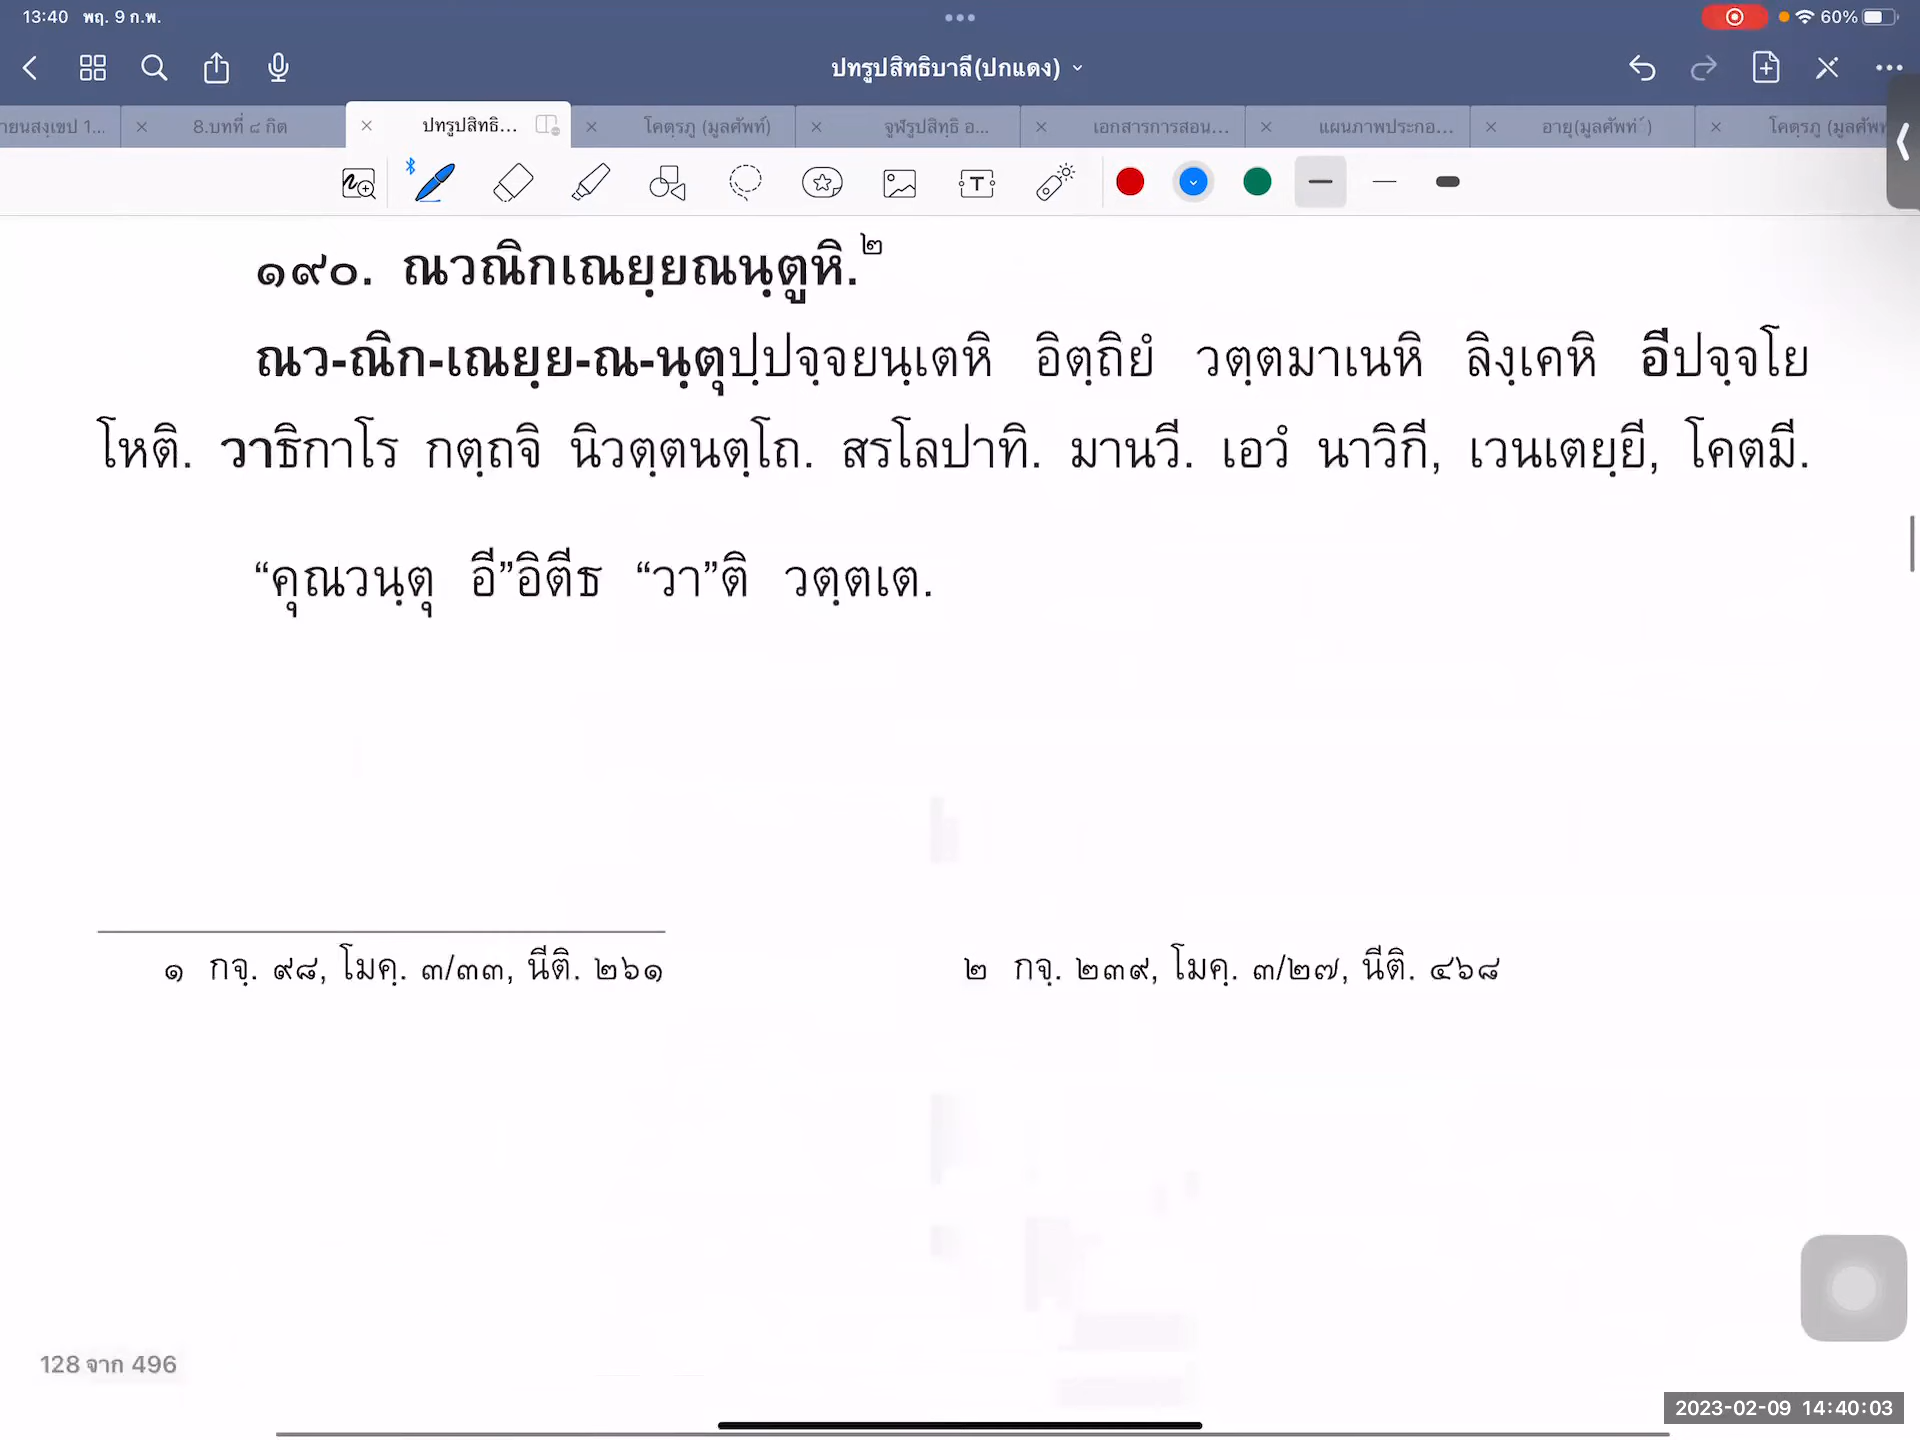 13:40 พฤ. 9 ก.พ.
60%
ปทรูปสิทธิบาลี(ปกแดง)
ายนสงฺเขป 1...
8.บทที่ ๘ กิต
ปทรูปสิทธิ...
โคตฺรภู (มูลศัพท์)
จูฬรูปสิทฺธิ อ...
เอกสารการสอน...
แผนภาพประกอ...
อายุ(มูลศัพท์)
โคตฺรภู (มูลศัพท
๑๙๐. ณวณิกเณยฺยณนฺตูหิ.๒
ณว-ณิก-เณยฺย-ณ-นฺตุปฺปจฺจยนฺเตหิ อิตฺถิยํ วตฺตมาเนหิ ลิงฺเคหิ อีปจฺจโย
โหติ. วาธิกาโร กตฺถจิ นิวตฺตนตฺโถ. สรโลปาทิ. มานวี. เอวํ นาวิกี, เวนเตยฺยี, โคตมี.
“คุณวนฺตุ อี”อิตีธ “วา”ติ วตฺตเต.
๑ กจฺ. ๙๘, โมคฺ. ๓/๓๓, นีติ. ๒๖๑
๒ กจฺ. ๒๓๙, โมคฺ. ๓/๒๗, นีติ. ๔๖๘
128 จาก 496
2023-02-09 14:40:03